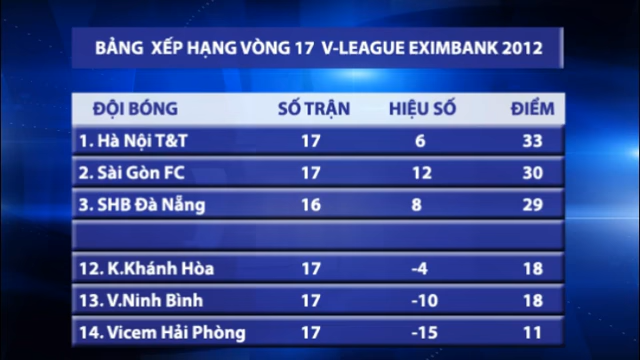 BẢNG XẾP HẠNG VÒNG 17 V-LEAGUE EXIMBANK 2012
ĐỘI BÓNG SỐ TRẬN HIỆU SỐ ĐIỂM
1. Hà Nội T&T 17 6 33
2. Sài Gòn FC 17 12 30
3. SHB Đà Nẵng 16 8 29
12. K.Khánh Hòa 17 -4 18
13. V.Ninh Bình 17 -10 18
14. Vicem Hải Phòng 17 -15 11